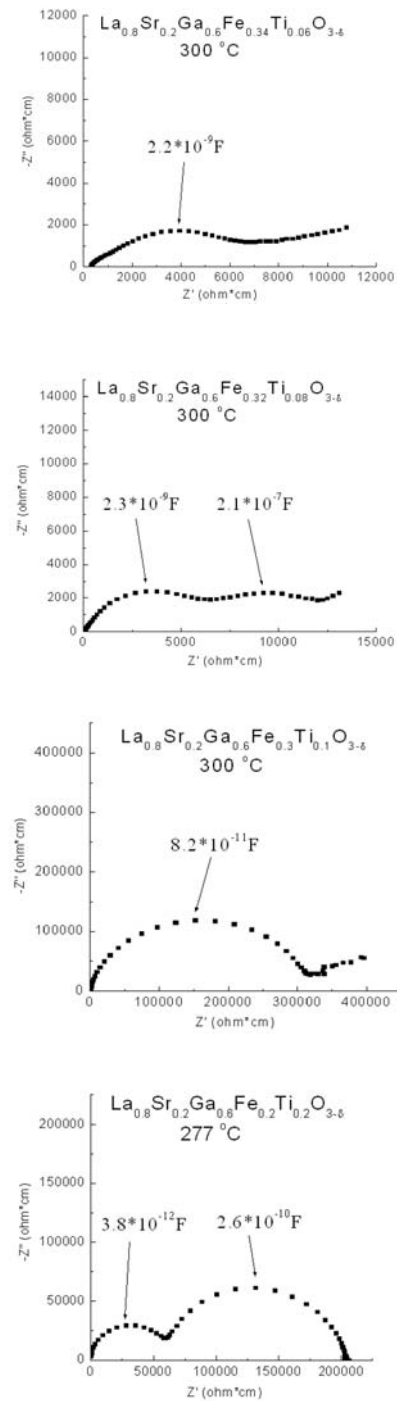 La0.8Sr0.2Ga0.6Fe0.34Ti0.06O3-δ
300 °C
12000
10000
8000
6000
4000
2000
0
-Z'' (ohm*cm)
2.2*10-9F
0 2000 4000 6000 8000 10000 12000
Z' (ohm*cm)
La0.8Sr0.2Ga0.6Fe0.32Ti0.08O3-δ
300 °C
14000
12000
10000
8000
6000
4000
2000
0
-Z'' (ohm*cm)
2.3*10-9F 2.1*10-7F
0 5000 10000 15000
Z' (ohm*cm)
La0.8Sr0.2Ga0.6Fe0.3Ti0.1O3-δ
300 °C
400000
300000
200000
100000
0
-Z'' (ohm*cm)
8.2*10-11F
0 100000 200000 300000 400000
Z' (ohm*cm)
La0.8Sr0.2Ga0.6Fe0.2Ti0.2O3-δ
277 °C
200000
150000
100000
50000
0
-Z'' (ohm*cm)
3.8*10-12F 2.6*10-10F
0 50000 100000 150000 200000
Z' (ohm*cm)